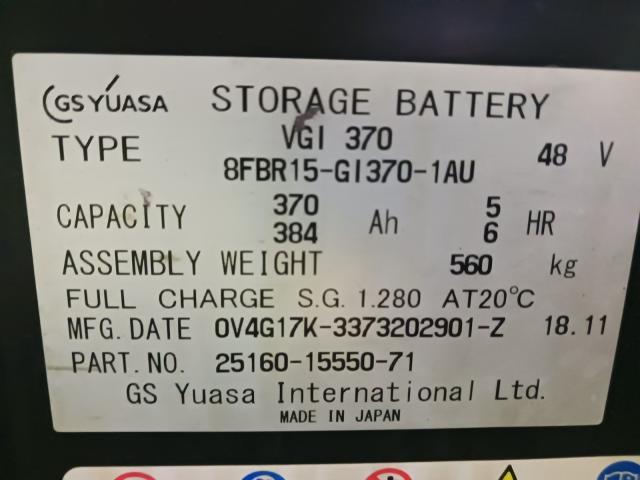 GS YUASA STORAGE BATTERY
TYPE VGI 370 48 V
8FBR15-GI370-1AU
CAPACITY 370 Ah 5 HR
384 6
ASSEMBLY WEIGHT 560 kg
FULL CHARGE S.G. 1.280 AT20°C
MFG. DATE 0V4G17K-3373202901-Z 18.11
PART. NO. 25160-15550-71
GS Yuasa International Ltd.
MADE IN JAPAN